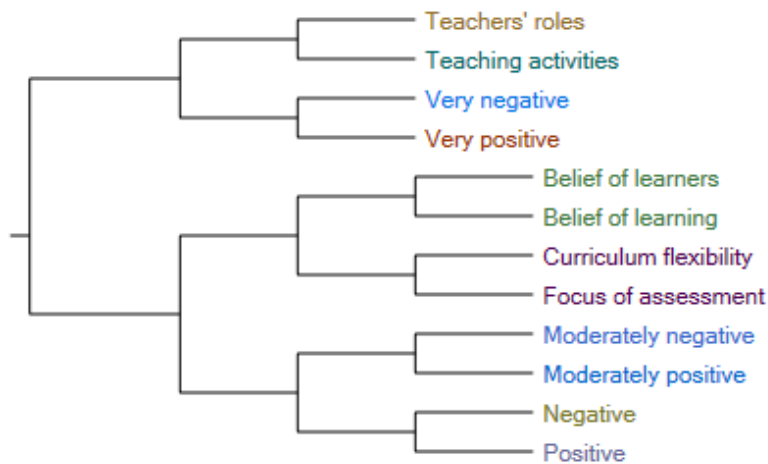 Teachers' roles
Teaching activities
Very negative
Very positive
Belief of learners
Belief of learning
Curriculum flexibility
Focus of assessment
Moderately negative
Moderately positive
Negative
Positive